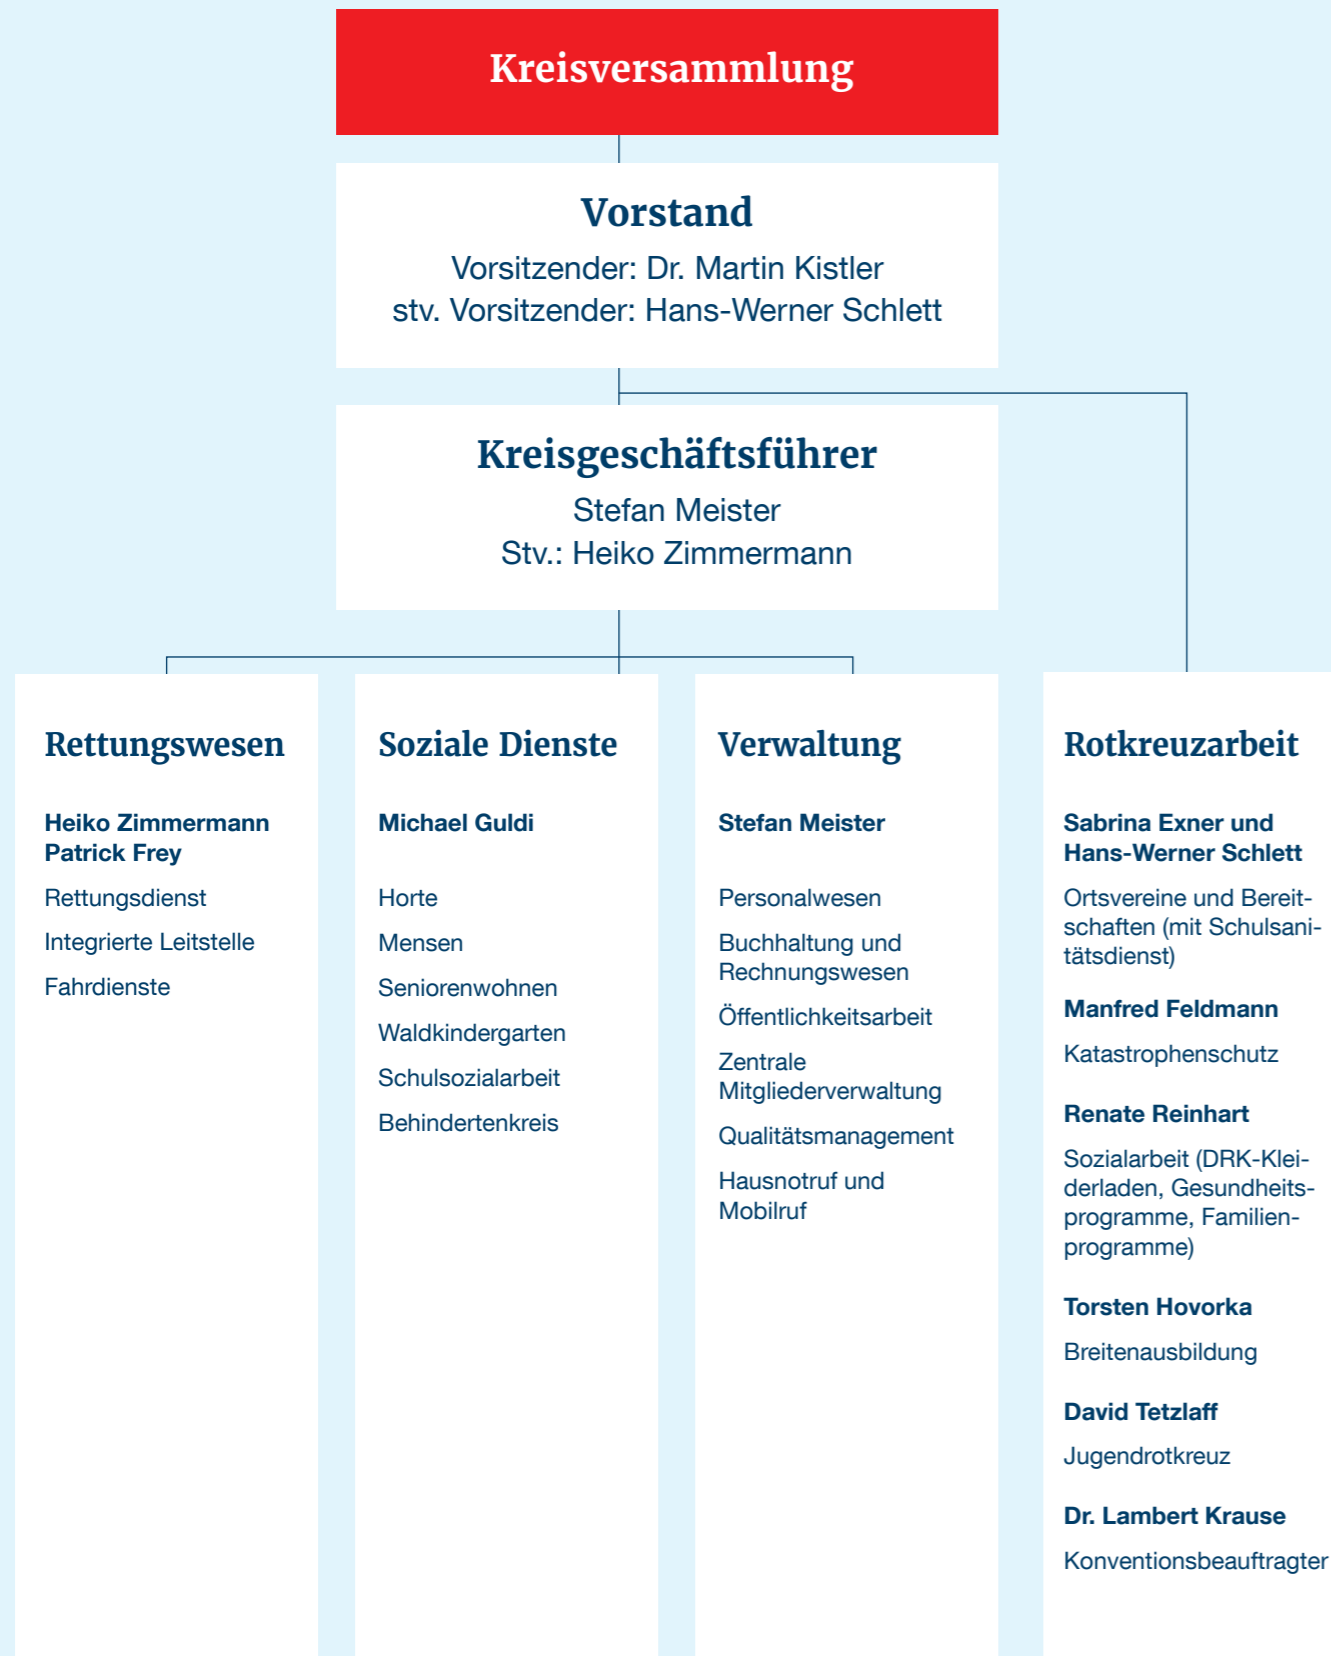 Kreisversammlung
Vorstand
Vorsitzender: Dr. Martin Kistler
stv. Vorsitzender: Hans-Werner Schlett
Kreisgeschäftsführer
Stefan Meister
Stv.: Heiko Zimmermann
Rettungswesen
Heiko Zimmermann
Patrick Frey
Rettungsdienst
Integrierte Leitstelle
Fahrdienste
Soziale Dienste
Michael Guldi
Horte
Mensen
Seniorenwohnen
Waldkindergarten
Schulsozialarbeit
Behindertenkreis
Verwaltung
Stefan Meister
Personalwesen
Buchhaltung und
Rechnungswesen
Öffentlichkeitsarbeit
Zentrale
Mitgliederverwaltung
Qualitätsmanagement
Hausnotruf und
Mobilruf
Rotkreuzarbeit
Sabrina Exner und
Hans-Werner Schlett
Ortsvereine und Bereit-
schaften (mit Schulsani-
tätsdienst)
Manfred Feldmann
Katastrophenschutz
Renate Reinhart
Sozialarbeit (DRK-Klei-
derladen, Gesundheits-
programme, Familien-
programme)
Torsten Hovorka
Breitenausbildung
David Tetzlaff
Jugendrotkreuz
Dr. Lambert Krause
Konventionsbeauftragter